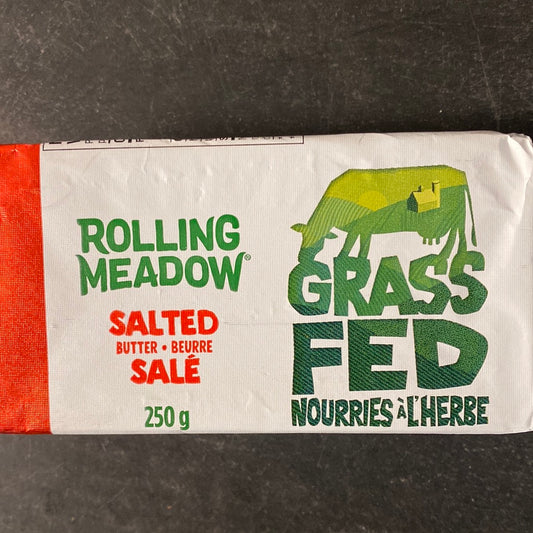 ROLLING
MEADOW®
SALTED
BUTTER • BEURRE
SALÉ
250 g
GRASS
FED
NOURRIES À L'HERBE